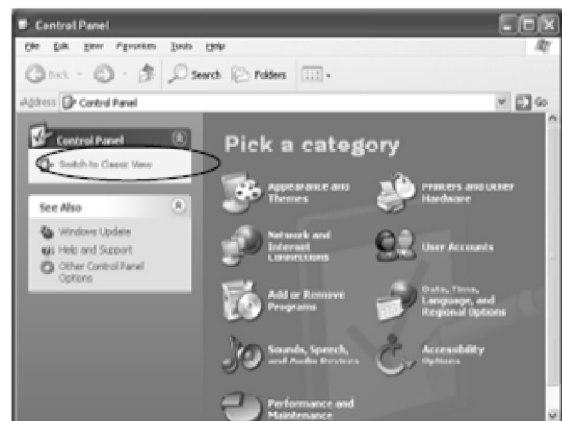 Control Panel
File Edit View Favorites Tools Help
Back Search Folders
Address Control Panel Go
Control Panel
Switch to Classic View
See Also
Windows Update
Help and Support
Other Control Panel
Options
Pick a category
Appearance and
Themes
Printers and Other
Hardware
Network and
Internet
Connections
User Accounts
Add or Remove
Programs
Date, Time,
Language, and
Regional Options
Sounds, Speech,
and Audio Devices
Accessibility
Options
Performance and
Maintenance